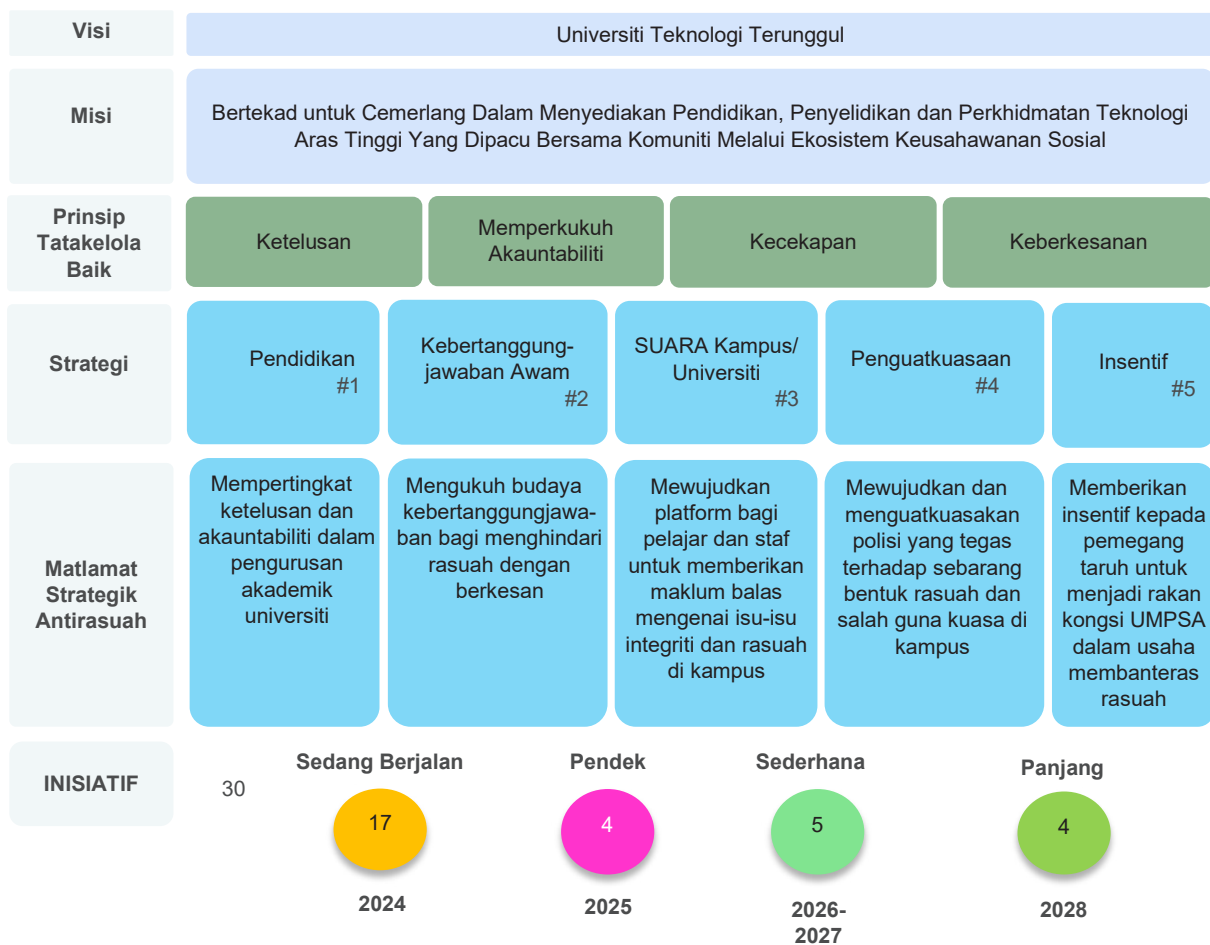 Visi
Universiti Teknologi Terunggul
Misi
Bertekad untuk Cemerlang Dalam Menyediakan Pendidikan, Penyelidikan dan Perkhidmatan Teknologi
Aras Tinggi Yang Dipacu Bersama Komuniti Melalui Ekosistem Keusahawanan Sosial
Prinsip
Tatakelola
Baik
Ketelusan
Memperkukuh
Akauntabiliti
Kecekapan
Keberkesanan
Strategi
Pendidikan
#1
Kebertanggung-
jawaban Awam
#2
SUARA Kampus/
Universiti
#3
Penguatkuasaan
#4
Insentif
#5
Matlamat
Strategik
Antirasuah
Mempertingkat
ketelusan dan
akauntabiliti dalam
pengurusan
akademik
universiti
Mengukuh budaya
kebertanggungjawa-
ban bagi menghindari
rasuah dengan
berkesan
Mewujudkan
platform bagi
pelajar dan staf
untuk memberikan
maklum balas
mengenai isu-isu
integriti dan rasuah
di kampus
Mewujudkan dan
menguatkuasakan
polisi yang tegas
terhadap sebarang
bentuk rasuah dan
salah guna kuasa di
kampus
Memberikan
insentif kepada
pemegang
taruh untuk
menjadi rakan
kongsi UMPSA
dalam usaha
membanteras
rasuah
INISIATIF
30
Sedang Berjalan
17
2024
Pendek
4
2025
Sederhana
5
2026-
2027
Panjang
4
2028